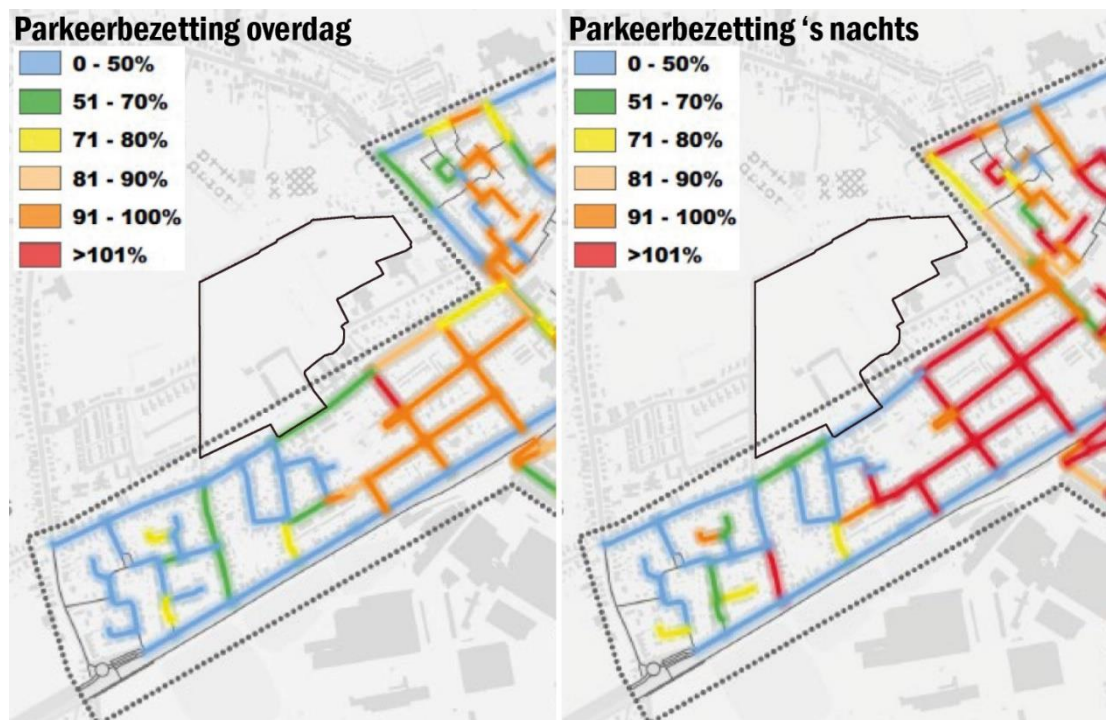 Parkeerbezetting overdag
0 - 50%
51 - 70%
71 - 80%
81 - 90%
91 - 100%
>101%
Parkeerbezetting ‘s nachts
0 - 50%
51 - 70%
71 - 80%
81 - 90%
91 - 100%
>101%